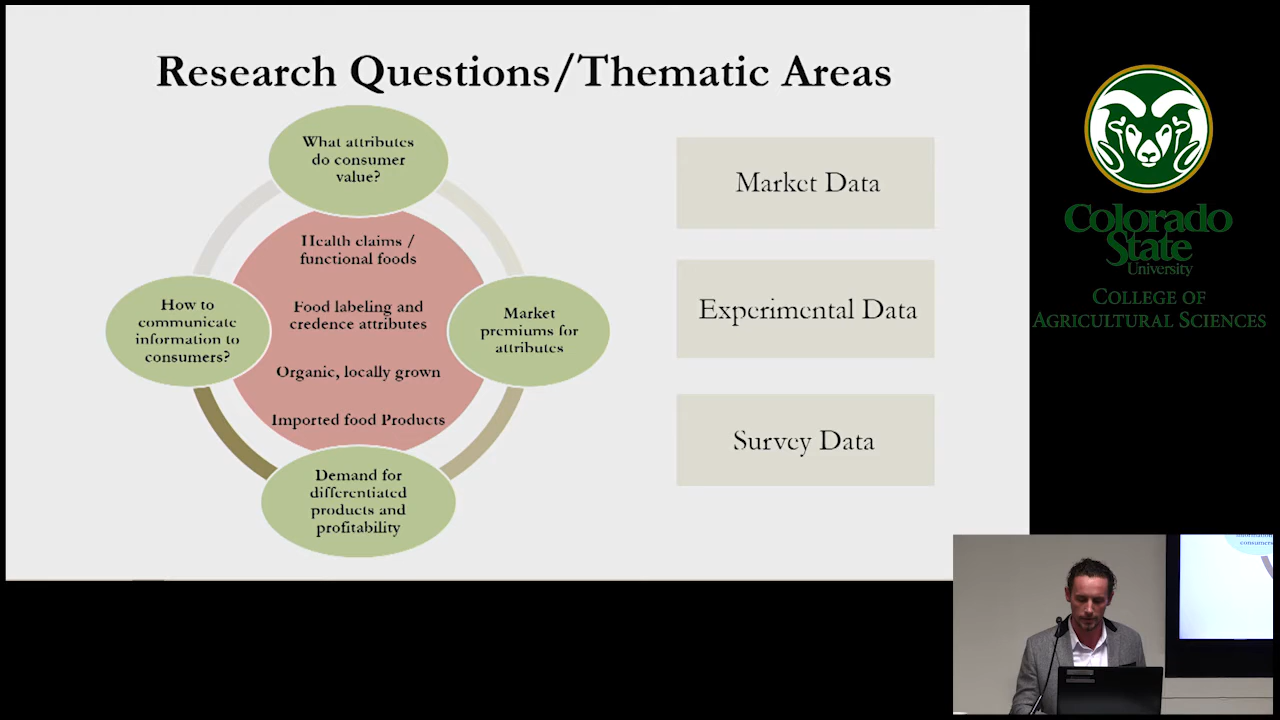 Research Questions/Thematic Areas
What attributes
do consumer
value?
Health claims /
functional foods
Food labeling and
credence attributes
Organic, locally grown
Imported food Products
How to
communicate
information to
consumers?
Market
premiums for
attributes
Demand for
differentiated
products and
profitability
Market Data
Experimental Data
Survey Data
Colorado
State
University
COLLEGE OF
AGRICULTURAL SCIENCES
consumers